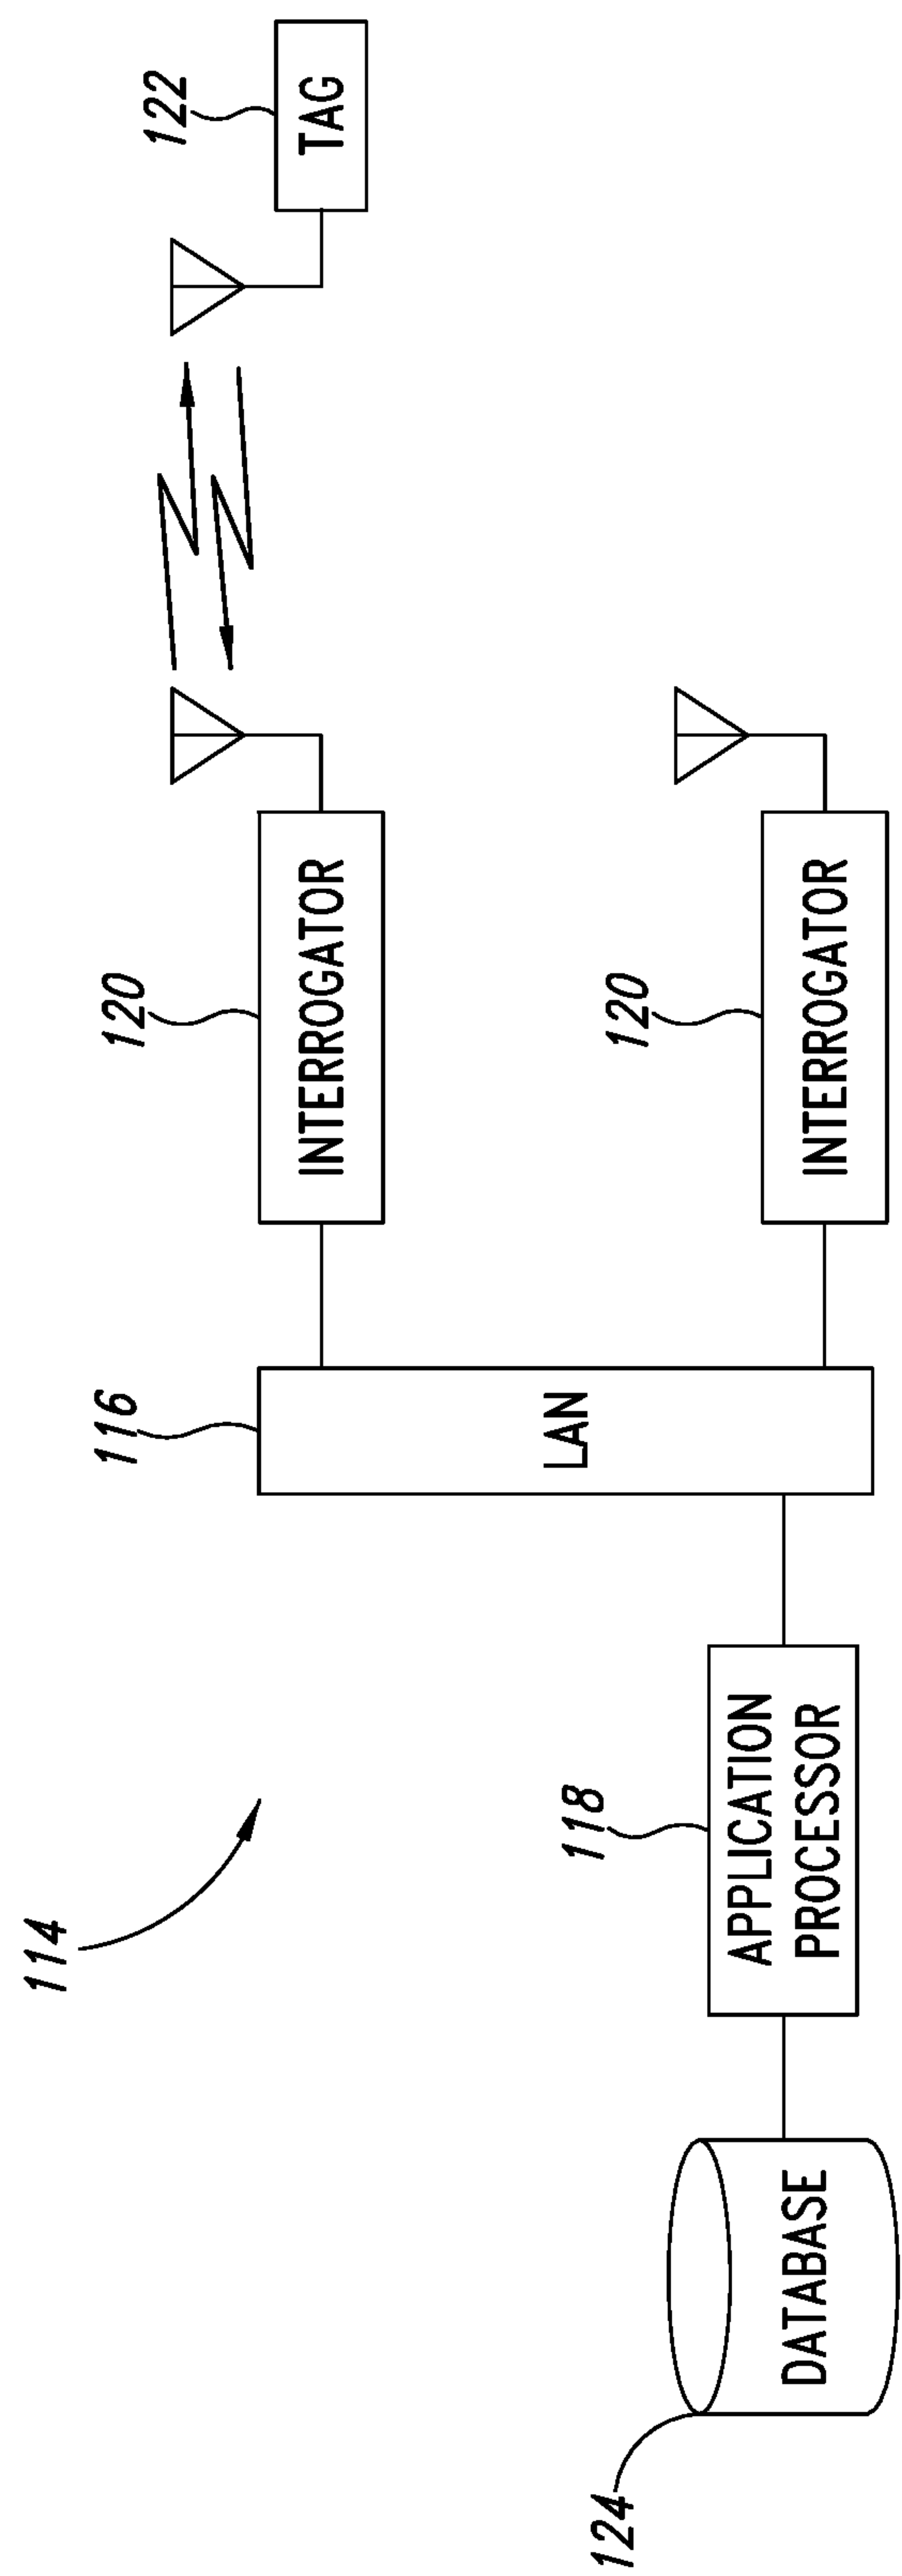 114
116
120
122
INTERROGATOR
TAG
LAN
118
120
124
DATABASE
APPLICATION
PROCESSOR
INTERROGATOR